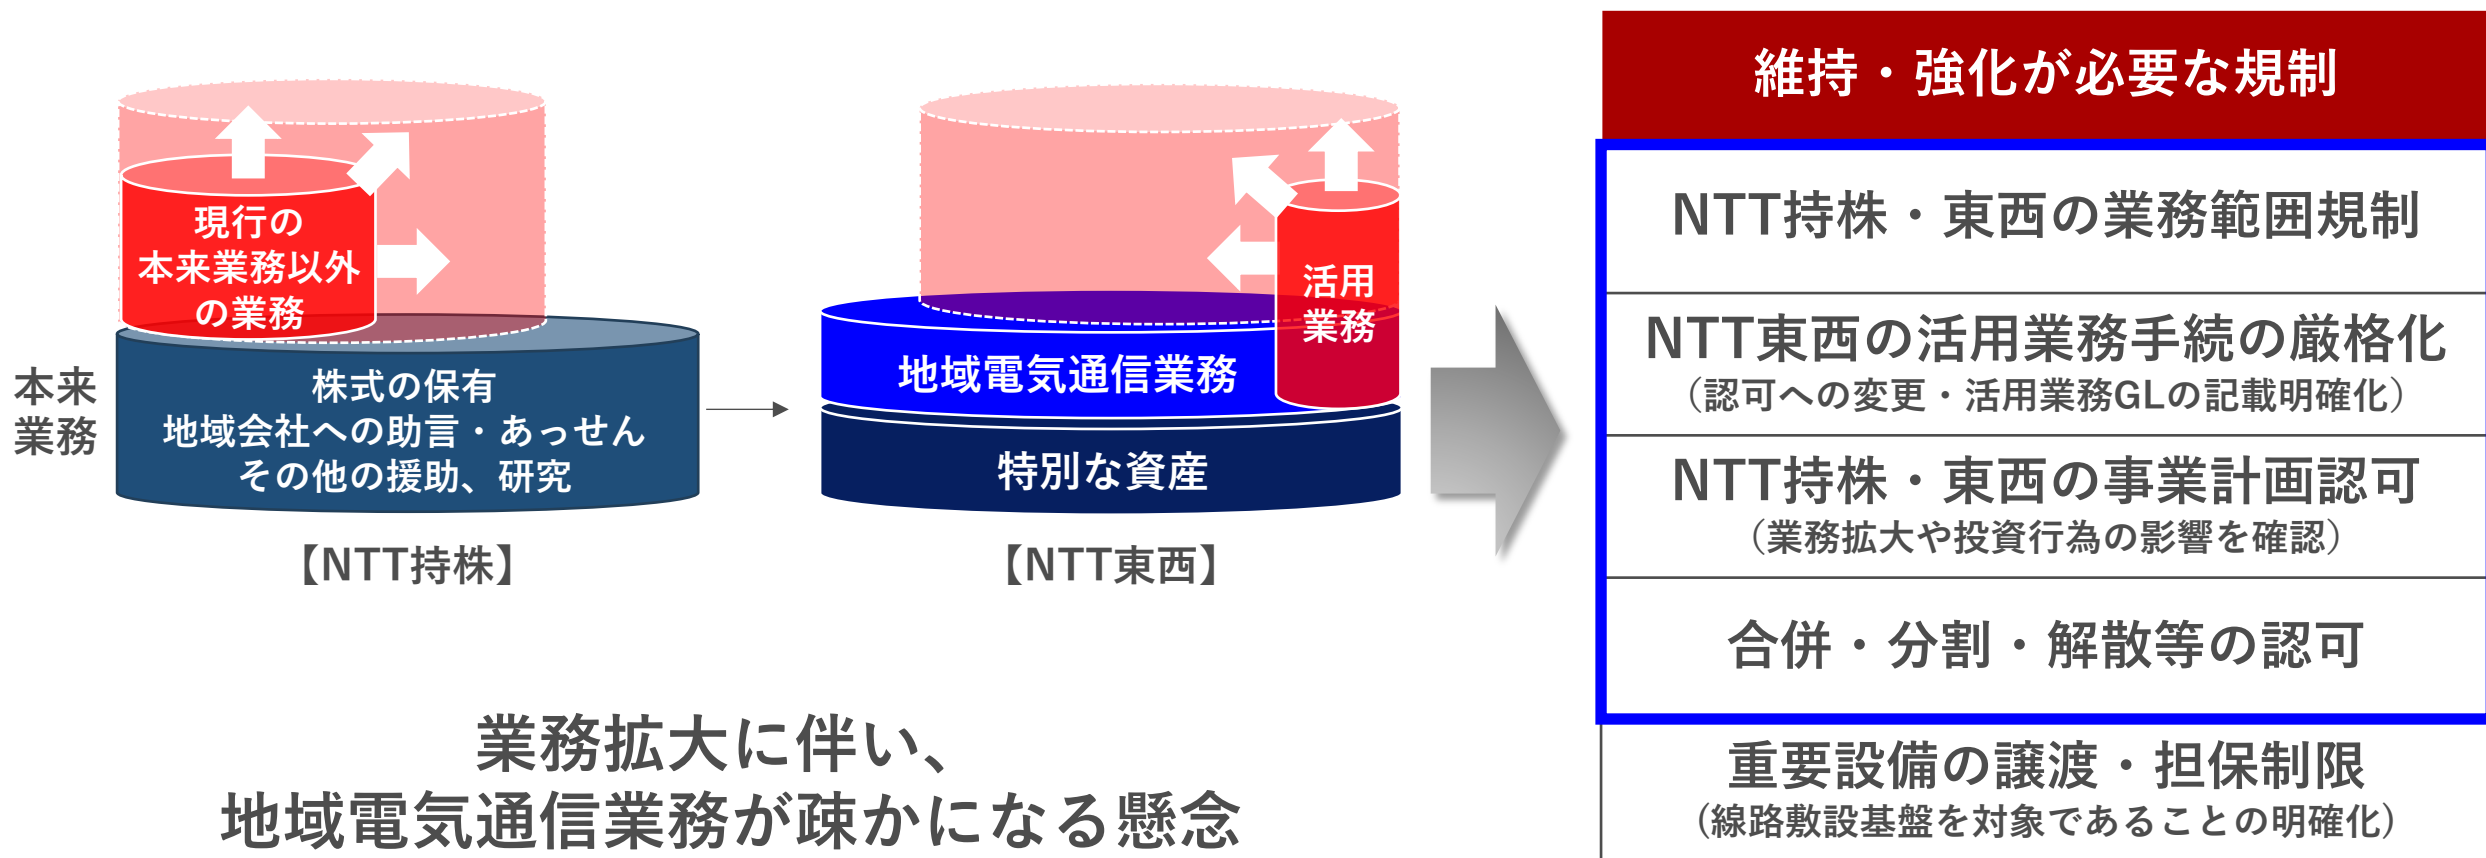 現行の
本来業務以外
の業務
本来
業務
株式の保有
地域会社への助言・あっせん
その他の援助、研究
【NTT持株】
活用
業務
地域電気通信業務
特別な資産
【NTT東西】
業務拡大に伴い、
地域電気通信業務が疎かになる懸念
維持・強化が必要な規制
NTT持株・東西の業務範囲規制
NTT東西の活用業務手続の厳格化
（認可への変更・活用業務GLの記載明確化）
NTT持株・東西の事業計画認可
（業務拡大や投資行為の影響を確認）
合併・分割・解散等の認可
重要設備の譲渡・担保制限
（線路敷設基盤を対象であることの明確化）